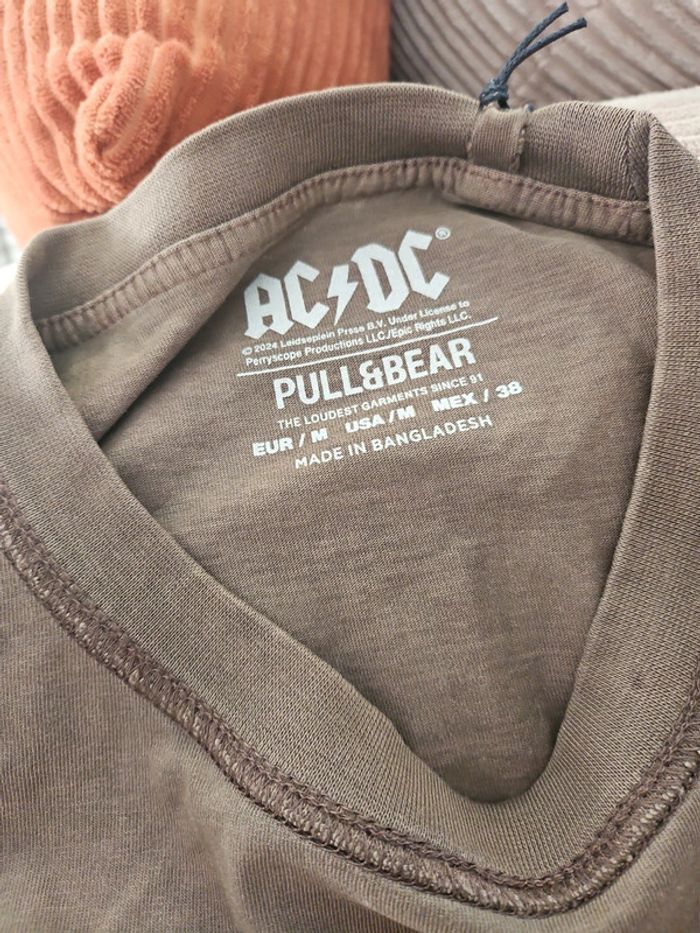 AC⚡DC®
© 2024 Leidseplein Presse B.V. Under License to
Perryscope Productions LLC/Epic Rights LLC.
PULL&BEAR
THE LOUDEST GARMENTS SINCE 91
EUR / M USA / M MEX / 38
MADE IN BANGLADESH